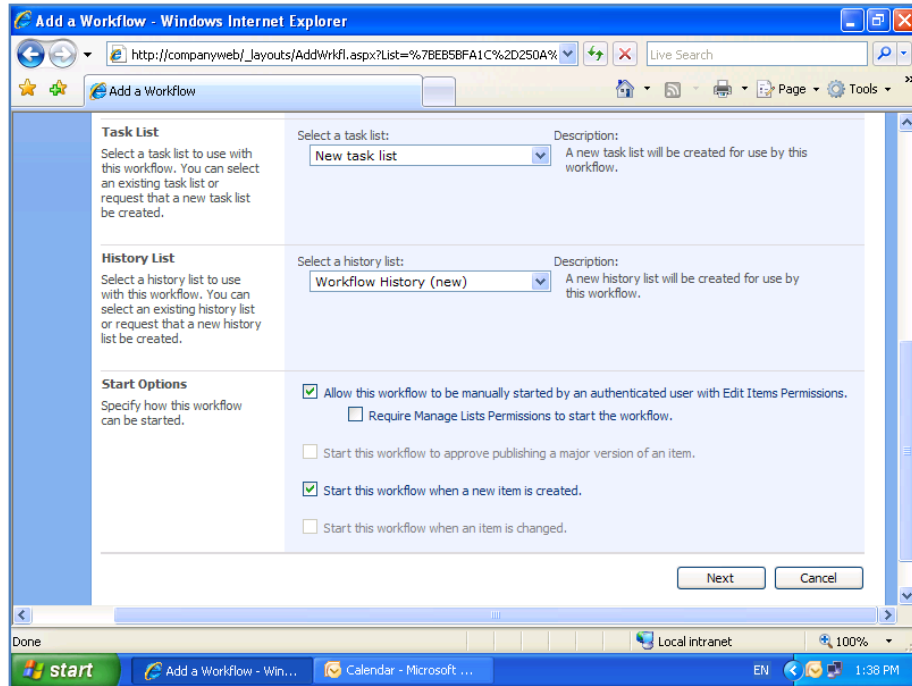 Add a Workflow - Windows Internet Explorer
http://companyweb/_layouts/AddWrkfl.aspx?List=%7BEB5BFA1C%2D250A%
Live Search
Add a Workflow
Page
Tools
»
Task List
Select a task list to use with
this workflow. You can select
an existing task list or
request that a new task list
be created.
Select a task list:
New task list
Description:
A new task list will be created for use by this
workflow.
History List
Select a history list to use
with this workflow. You can
select an existing history list
or request that a new history
list be created.
Select a history list:
Workflow History (new)
Description:
A new history list will be created for use by
this workflow.
Start Options
Specify how this workflow
can be started.
Allow this workflow to be manually started by an authenticated user with Edit Items Permissions.
Require Manage Lists Permissions to start the workflow.
Start this workflow to approve publishing a major version of an item.
Start this workflow when a new item is created.
Start this workflow when an item is changed.
Next
Cancel
Done
Local intranet
100%
start
Add a Workflow - Win...
Calendar - Microsoft ...
EN
1:38 PM